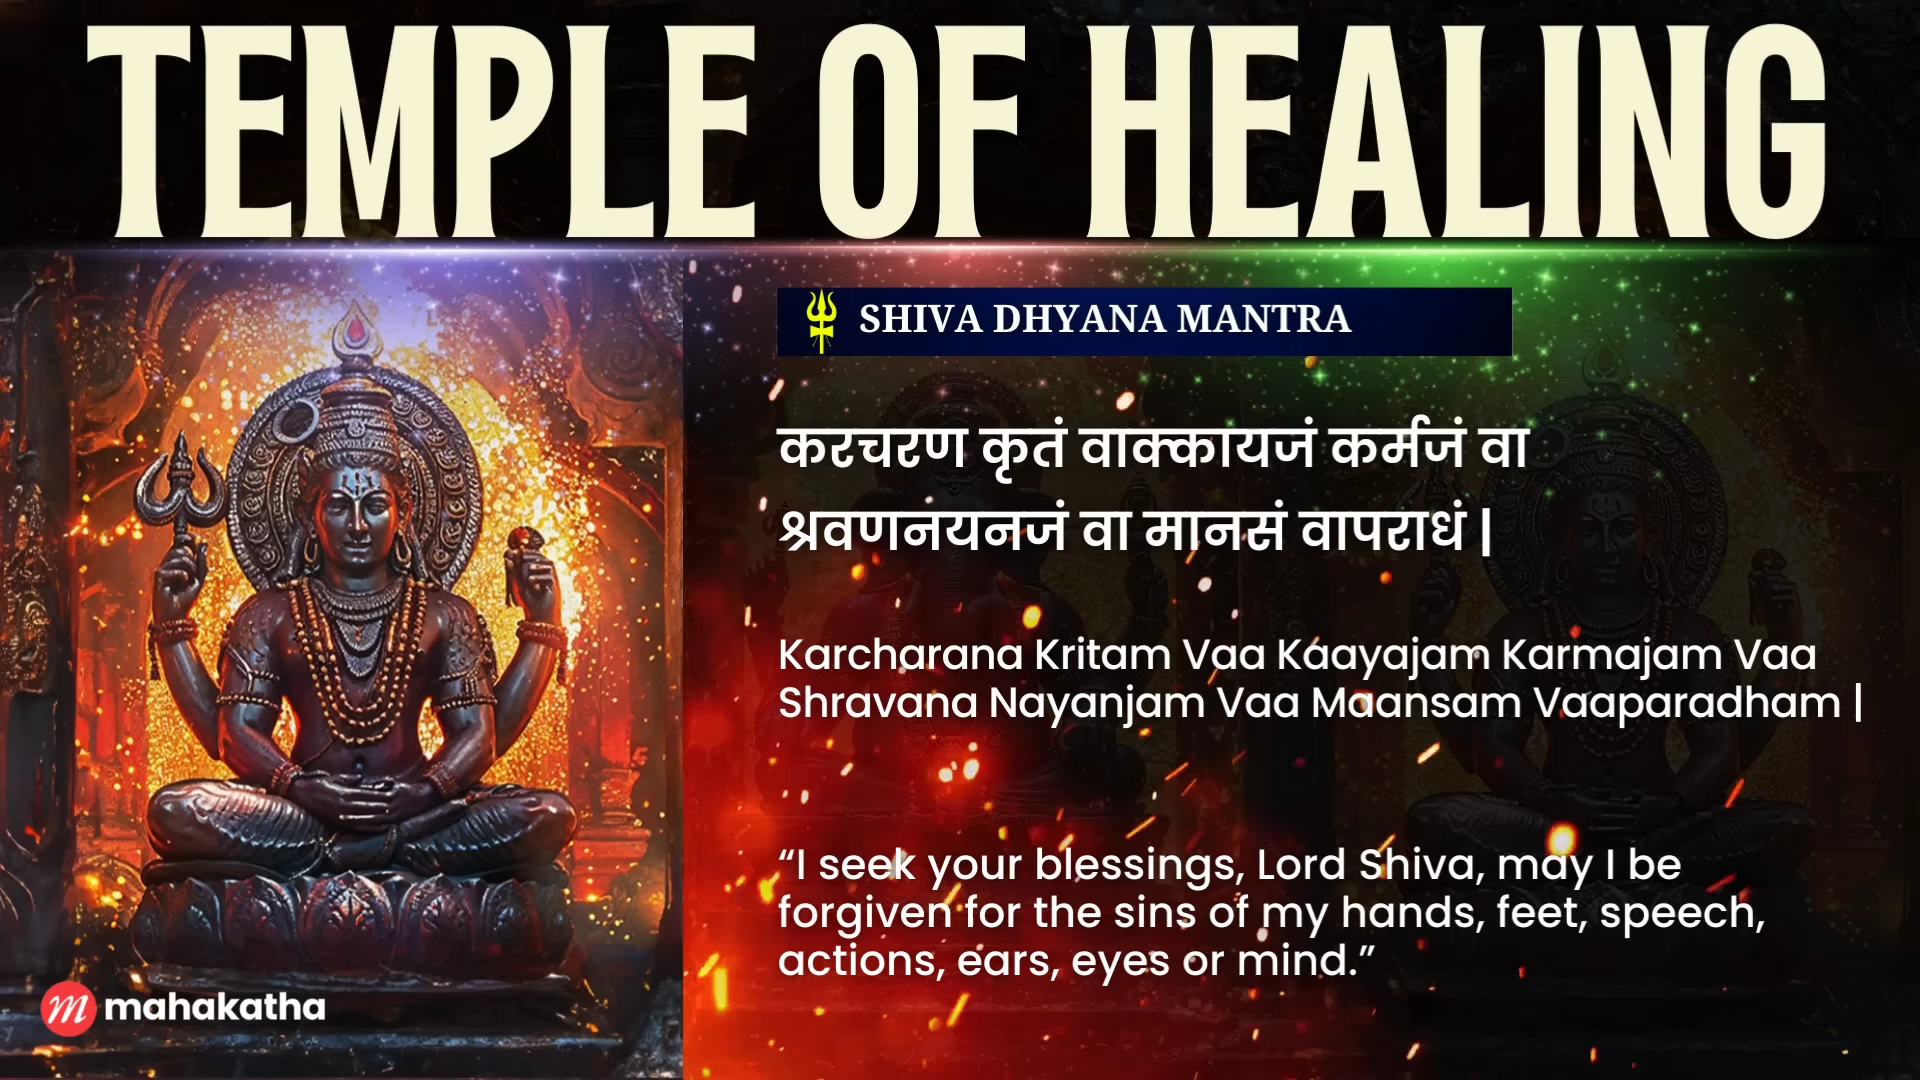 TEMPLE OF HEALING
SHIVA DHYANA MANTRA
करचरण कृतं वाक्कायजं कर्मजं वा
श्रवणनयनजं वा मानसं वापराधं |
Karcharana Kritam Vaa Kaayajam Karmajam Vaa
Shravana Nayanjam Vaa Maansam Vaaparadham |
“I seek your blessings, Lord Shiva, may I be
forgiven for the sins of my hands, feet, speech,
actions, ears, eyes or mind.”
m mahakatha